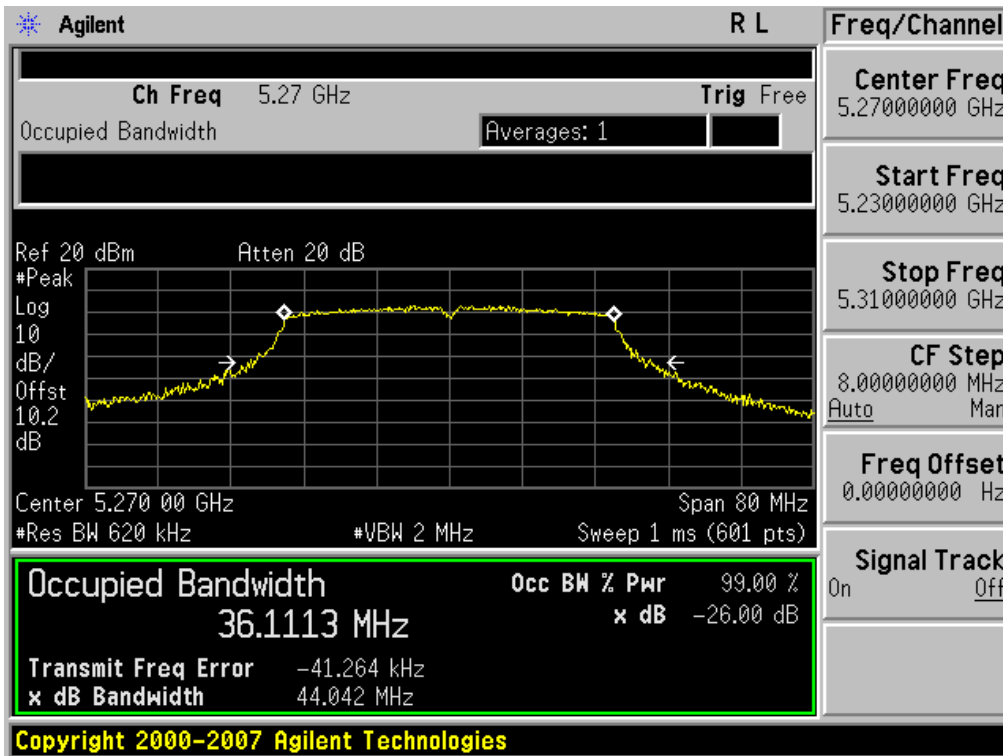 Agilent R L
Freq/Channel
Ch Freq 5.27 GHz Trig Free
Occupied Bandwidth Averages: 1
Center Freq
5.27000000 GHz
Start Freq
5.23000000 GHz
Stop Freq
5.31000000 GHz
CF Step
8.00000000 MHz
Auto Man
Freq Offset
0.00000000 Hz
Signal Track
On Off
Ref 20 dBm Atten 20 dB
#Peak
Log
10
dB/
Offst
10.2
dB
Center 5.270 00 GHz Span 80 MHz
#Res BW 620 kHz #VBW 2 MHz Sweep 1 ms (601 pts)
Occupied Bandwidth Occ BW % Pwr 99.00 %
36.1113 MHz x dB -26.00 dB
Transmit Freq Error -41.264 kHz
x dB Bandwidth 44.042 MHz
Copyright 2000-2007 Agilent Technologies